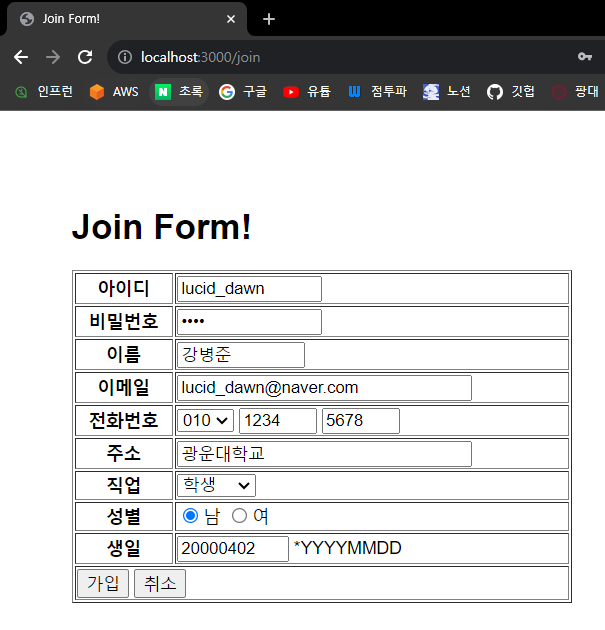 Join Form!
localhost:3000/join
인프런 AWS 초록 구글 유튭 점투파 노션 깃헙 팡대
Join Form!
아이디 lucid_dawn
비밀번호 ••••
이름 강병준
이메일 lucid_dawn@naver.com
전화번호 010 1234 5678
주소 광운대학교
직업 학생
성별 남 여
생일 20000402 *YYYYMMDD
가입 취소